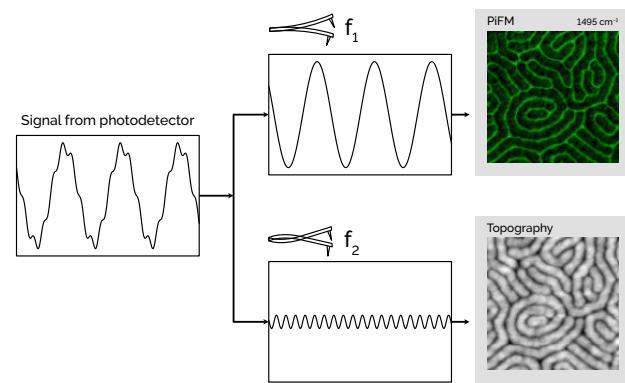 PiFM 1495 cm⁻¹
f₁
Signal from photodetector
Topography
f₂